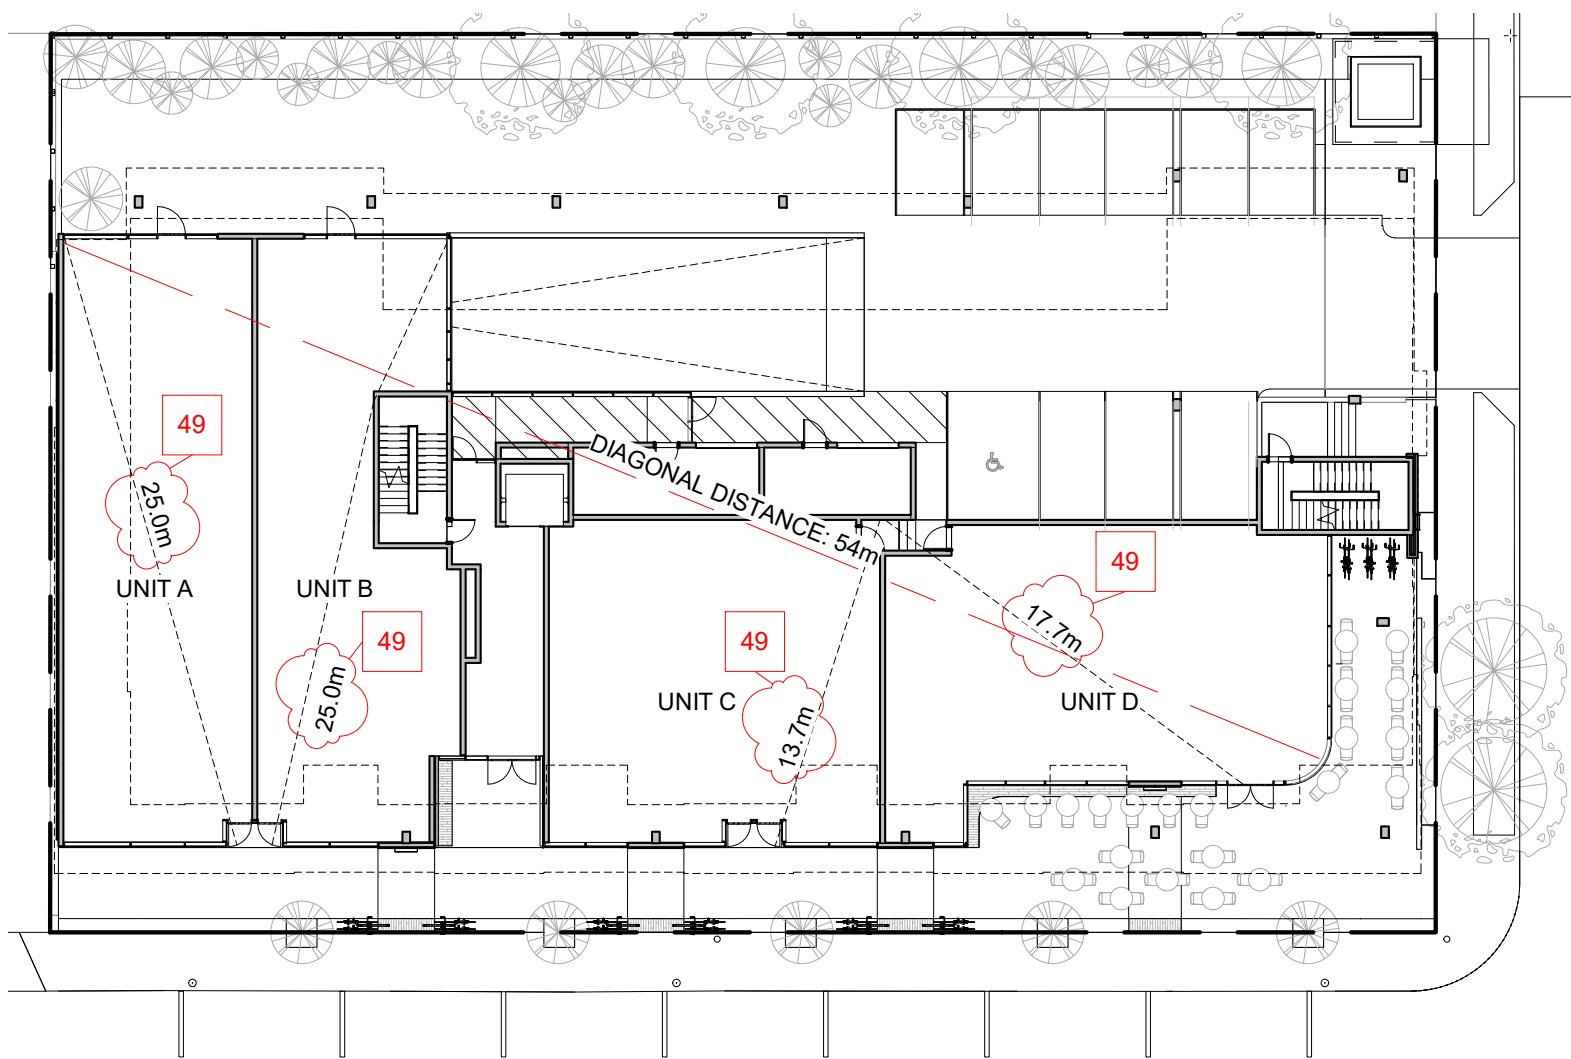 49
25.0m
DIAGONAL DISTANCE: 54m
49
UNIT A
UNIT B
49
25.0m
49
UNIT C
13.7m
17.7m
UNIT D